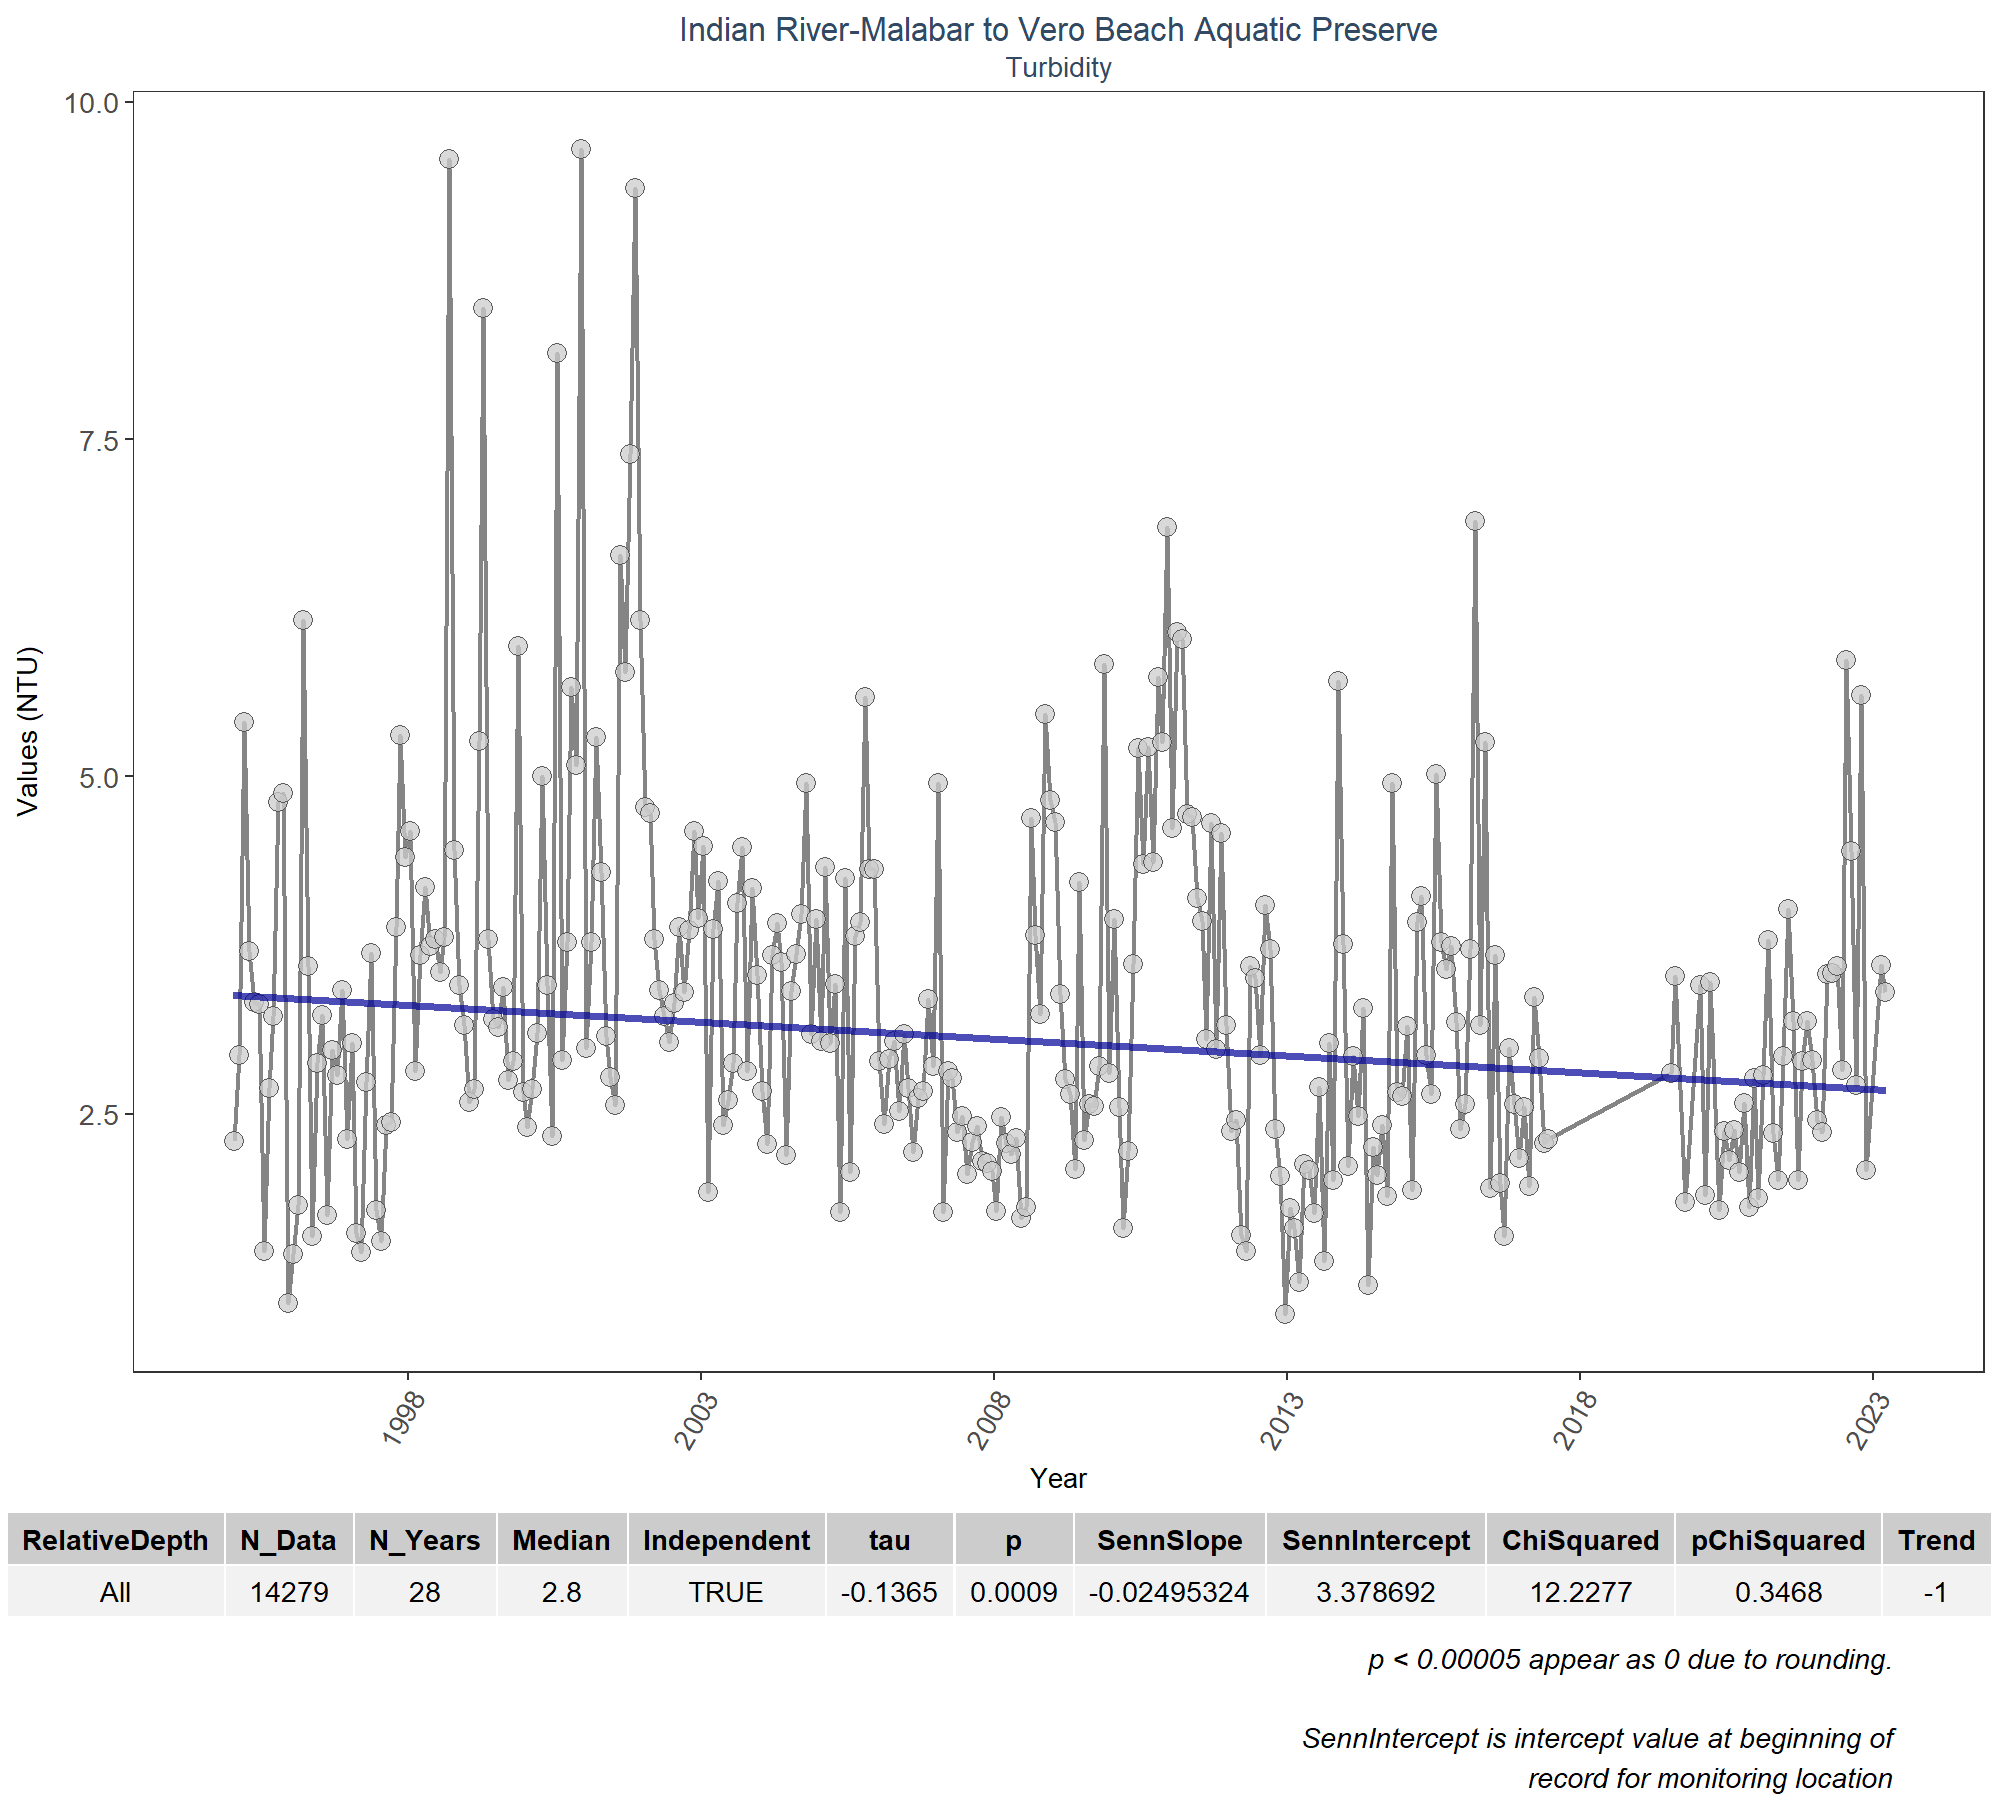 Indian River-Malabar to Vero Beach Aquatic Preserve
Turbidity
10.0
7.5
5.0
2.5
Values (NTU)
1998 2003 2008 2013 2018 2023
Year
RelativeDepth N_Data N_Years Median Independent tau p SennSlope SennIntercept ChiSquared pChiSquared Trend
All 14279 28 2.8 TRUE -0.1365 0.0009 -0.02495324 3.378692 12.2277 0.3468 -1
p < 0.00005 appear as 0 due to rounding.
SennIntercept is intercept value at beginning of
record for monitoring location